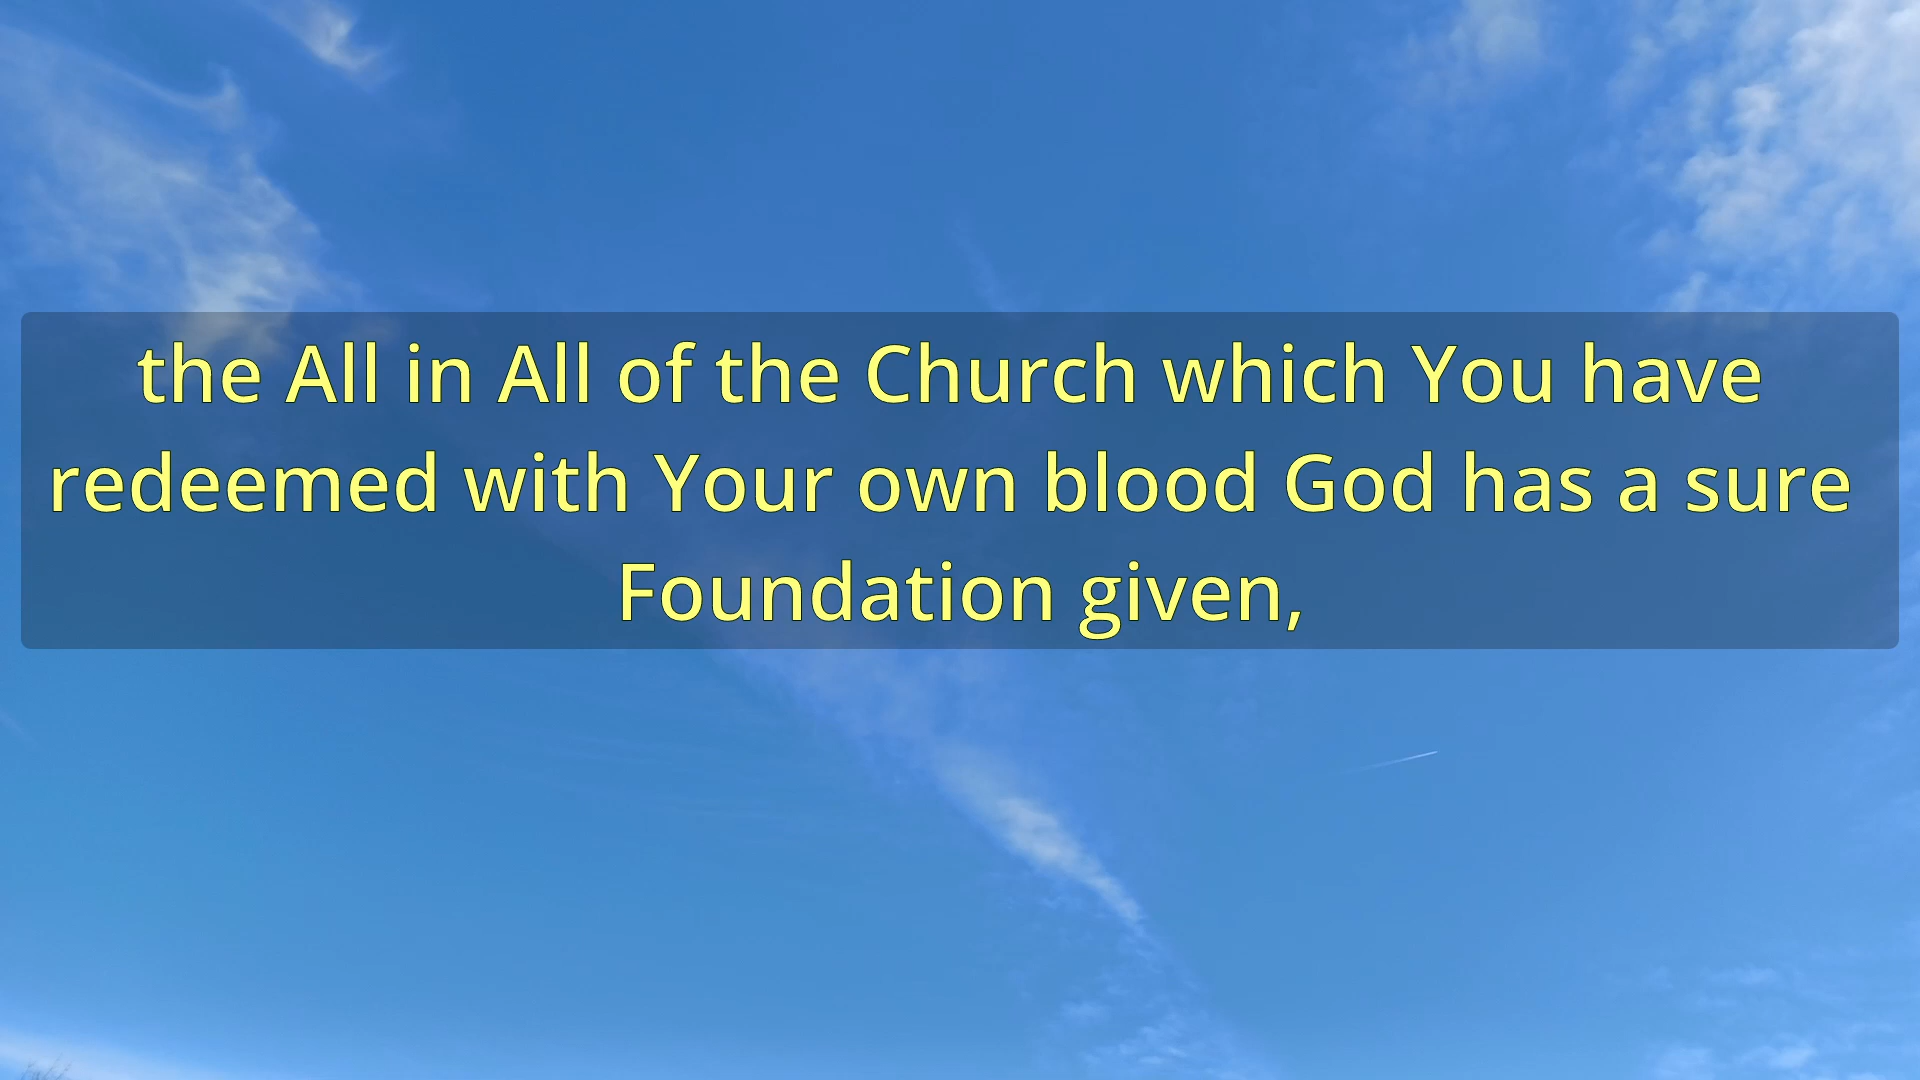 the All in All of the Church which You have
redeemed with Your own blood God has a sure
Foundation given,